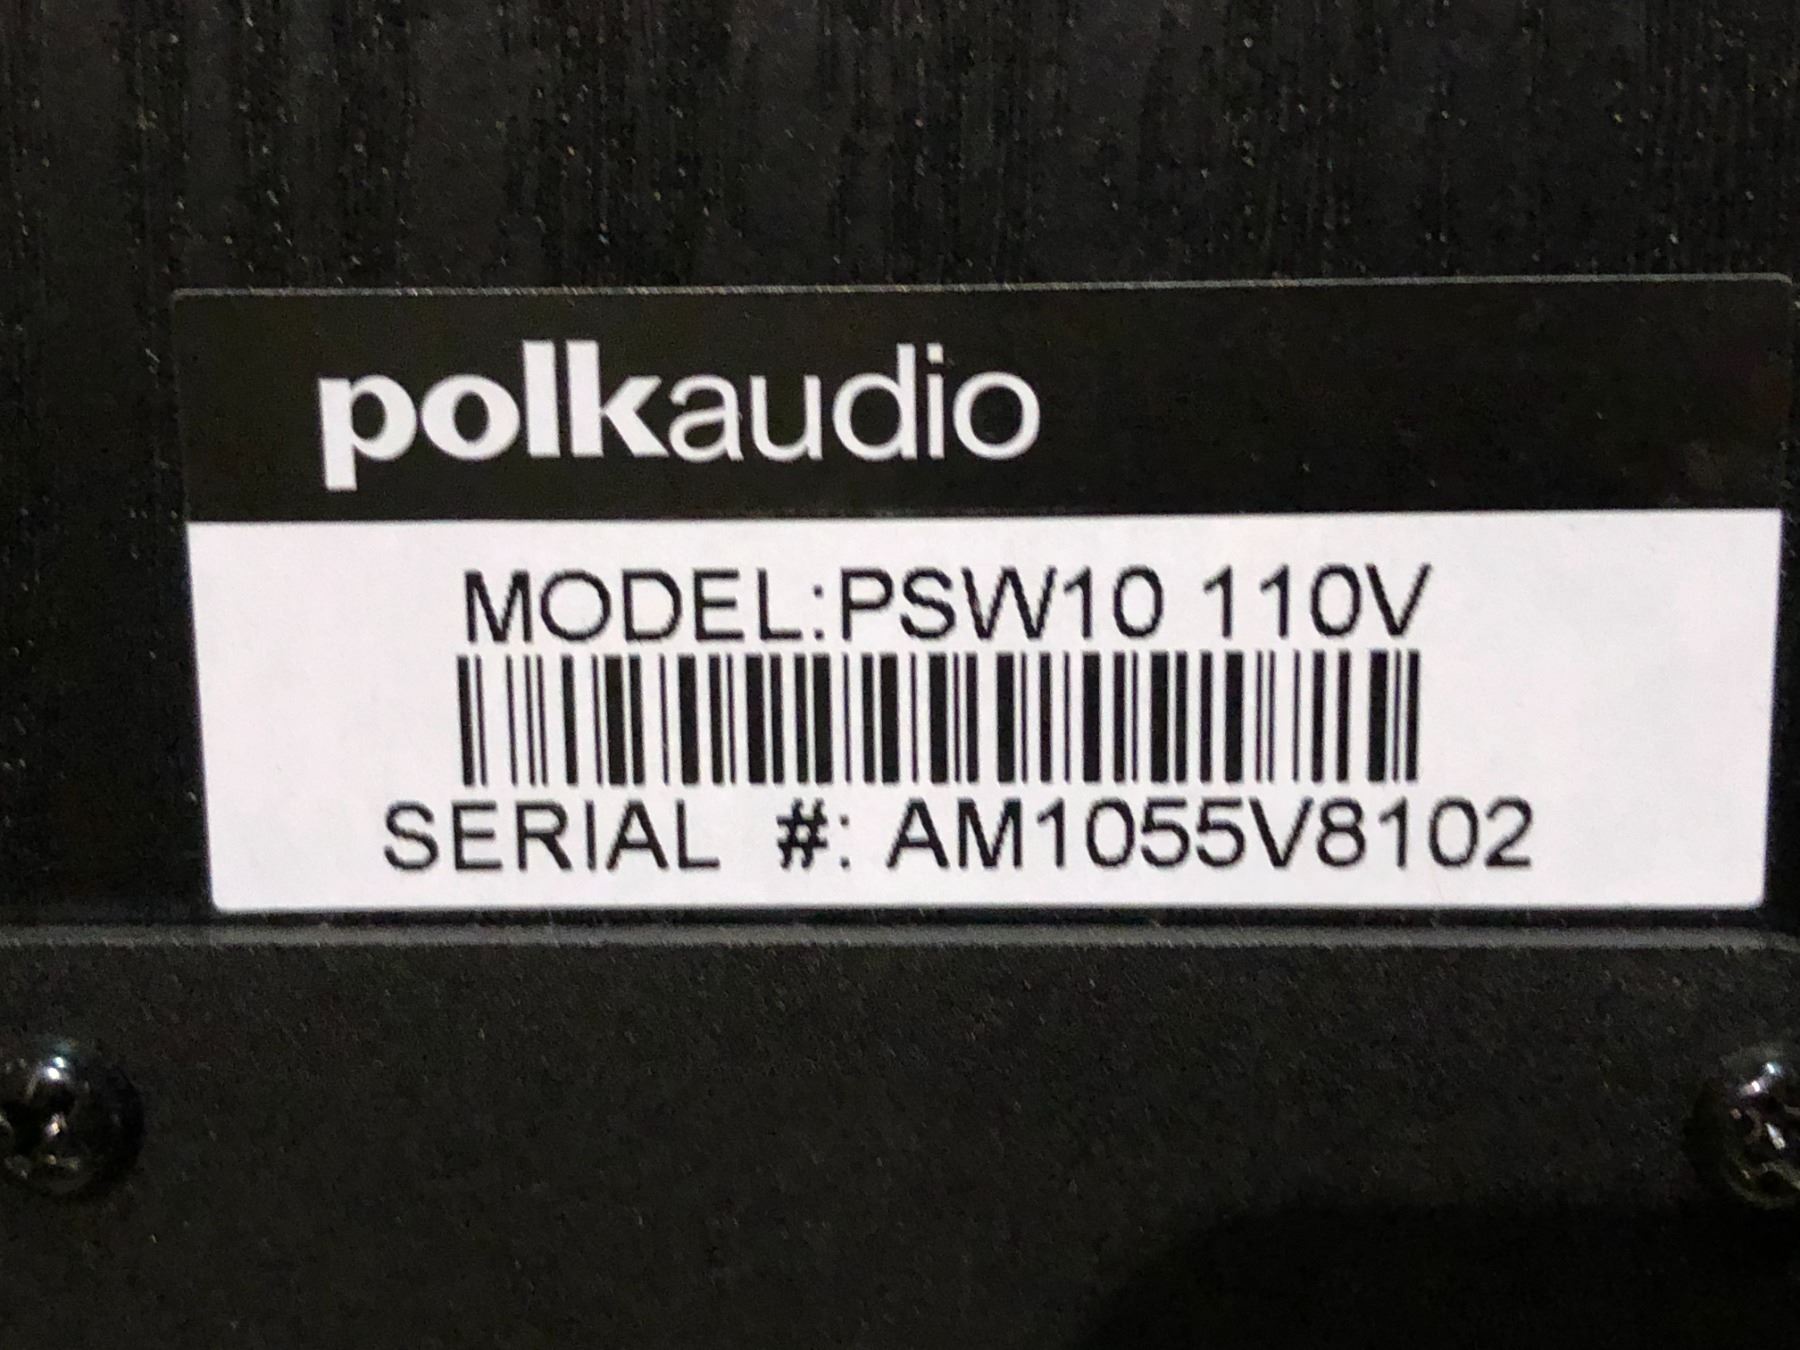 polkaudio
MODEL:PSW10 110V
SERIAL #: AM1055V8102